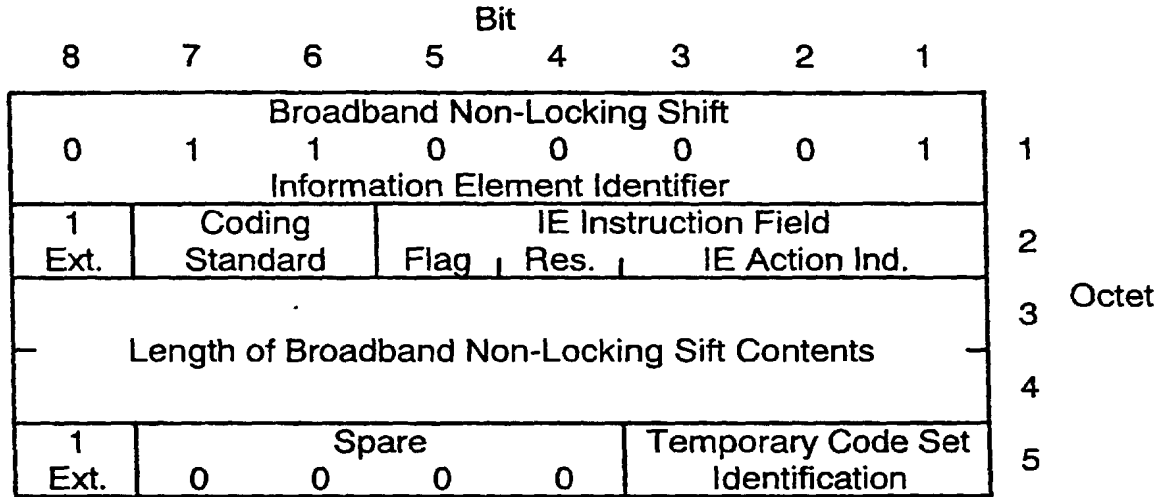 Bit
8 7 6 5 4 3 2 1
Broadband Non-Locking Shift
0 1 1 0 0 0 0 1 1
Information Element Identifier
1 Coding IE Instruction Field
Ext. Standard Flag Res. IE Action Ind. 2
3 Octet
Length of Broadband Non-Locking Sift Contents
4
1 Spare Temporary Code Set
Ext. 0 0 0 0 Identification 5